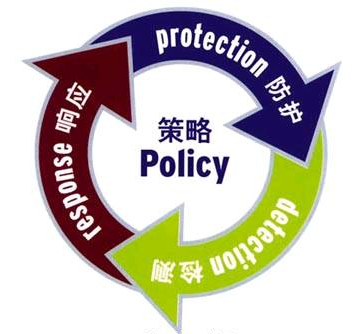 protection 防护
detection 检测
response 响应
策略
Policy